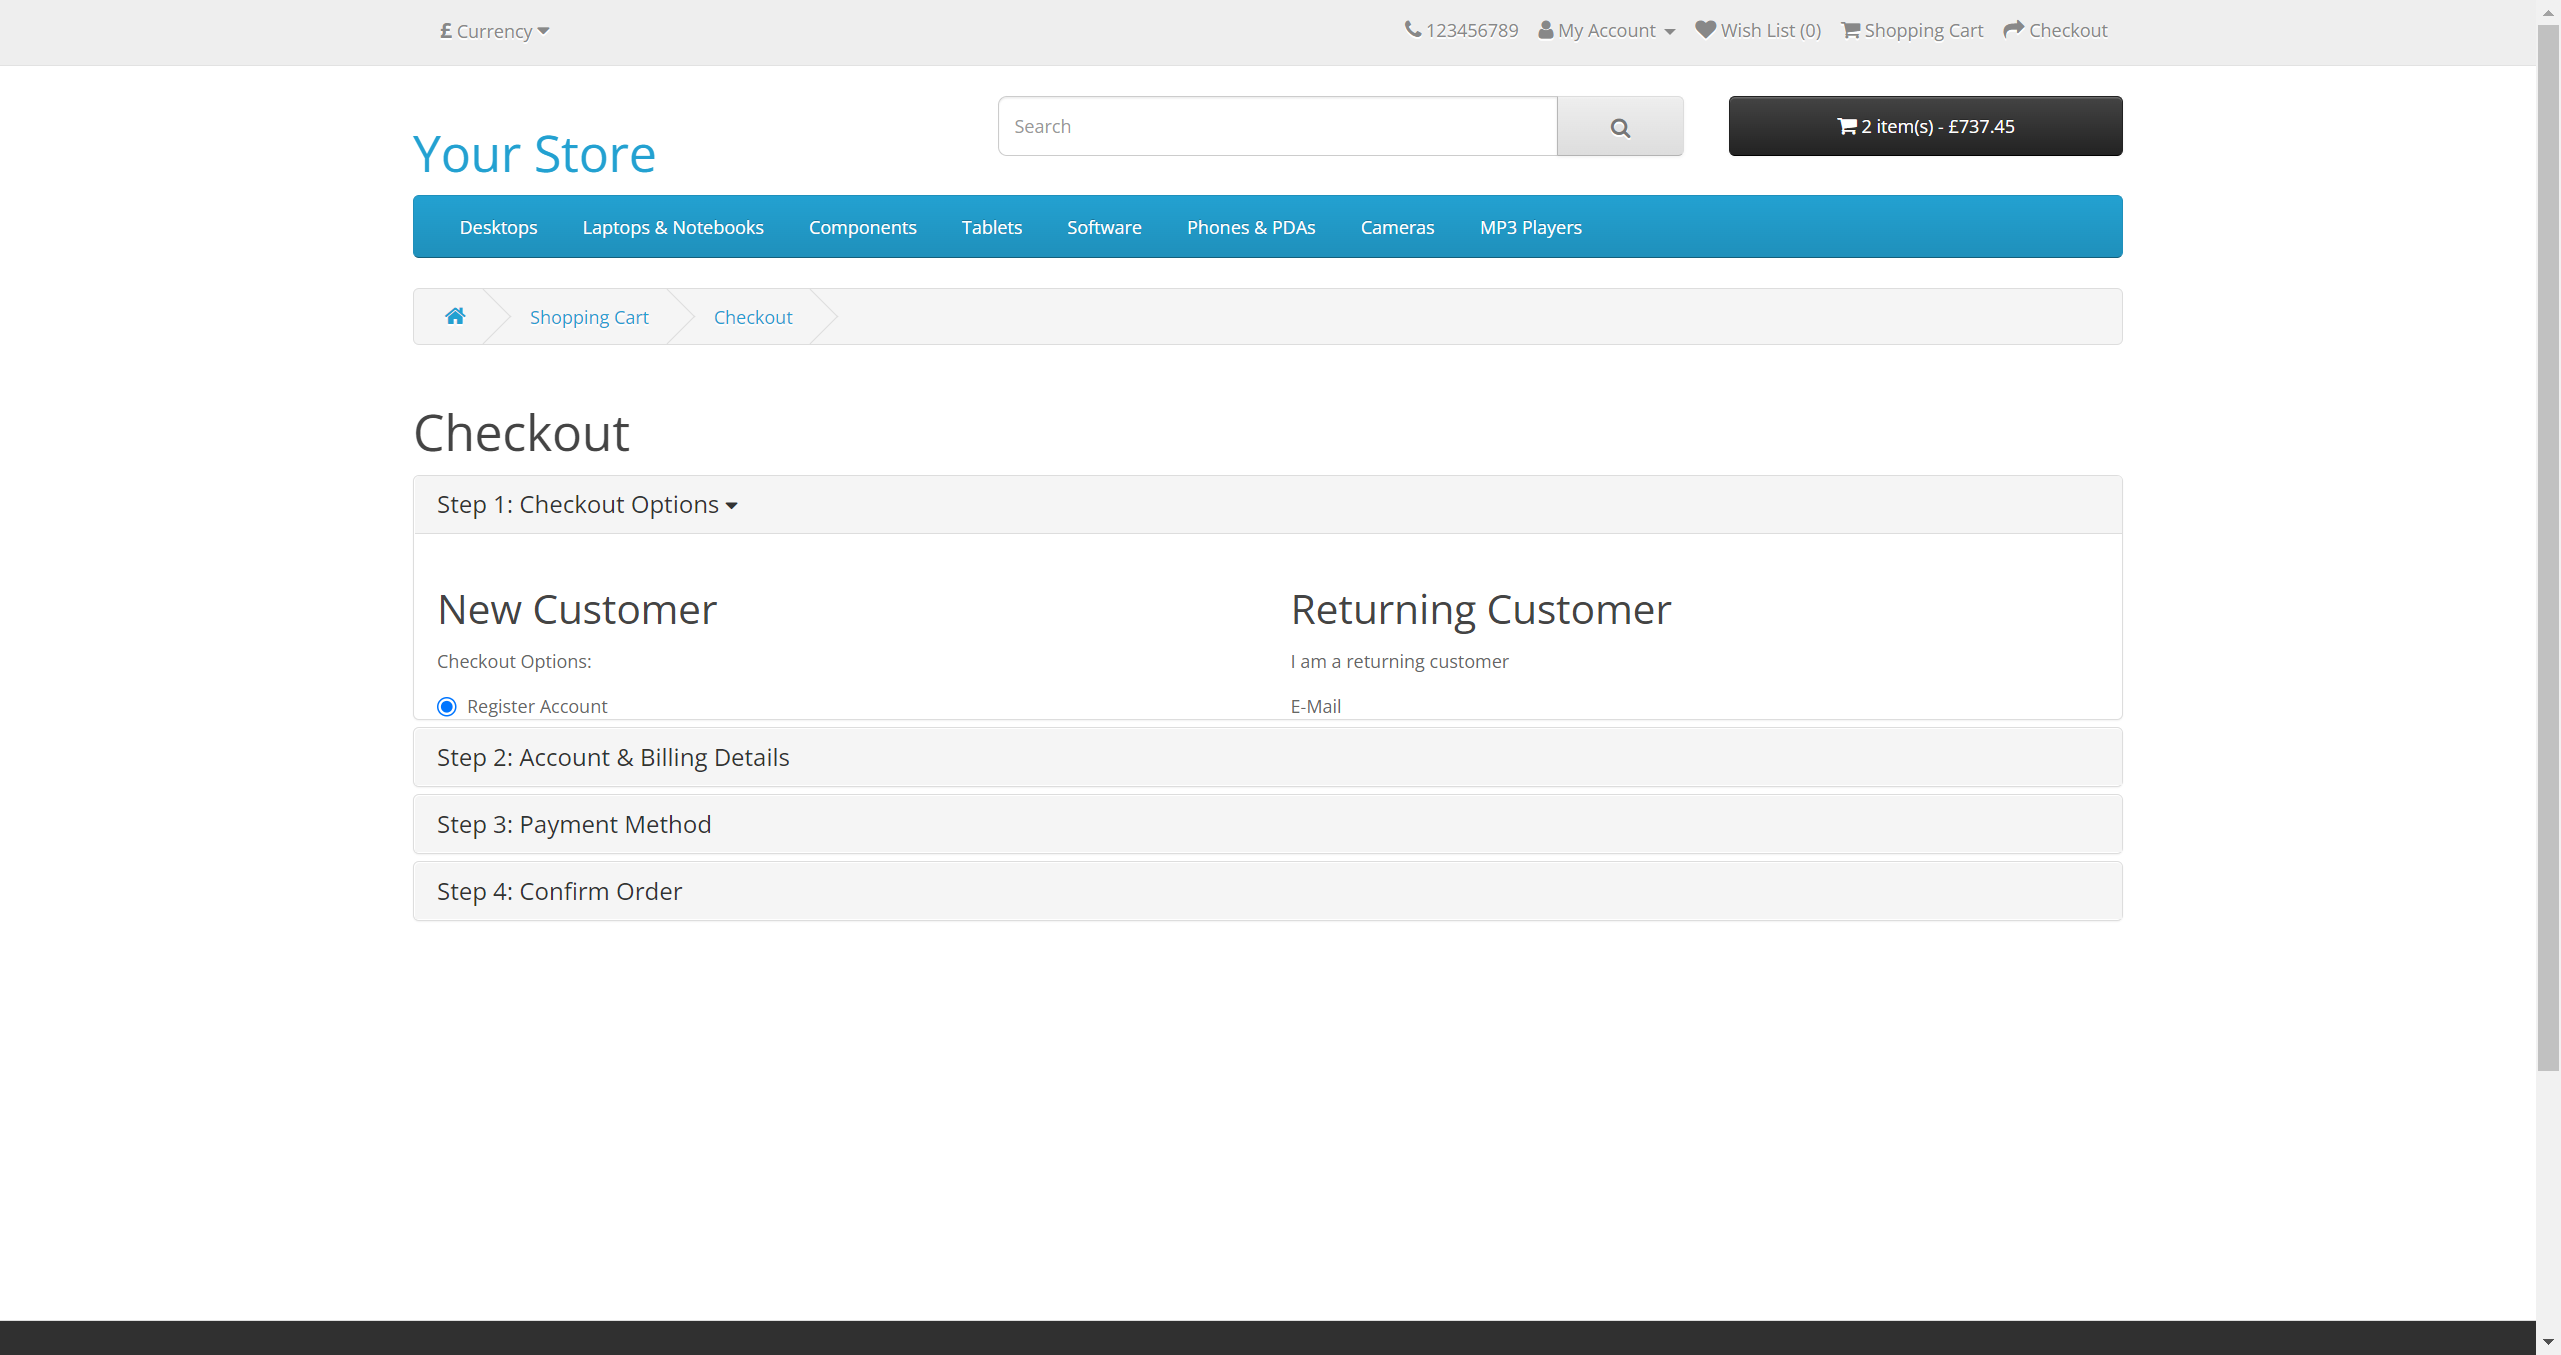 £ Currency
123456789 My Account Wish List (0) Shopping Cart Checkout
Your Store
Search
2 item(s) - £737.45
Desktops Laptops & Notebooks Components Tablets Software Phones & PDAs Cameras MP3 Players
Shopping Cart Checkout
Checkout
Step 1: Checkout Options
New Customer
Checkout Options:
Register Account
Returning Customer
I am a returning customer
E-Mail
Step 2: Account & Billing Details
Step 3: Payment Method
Step 4: Confirm Order